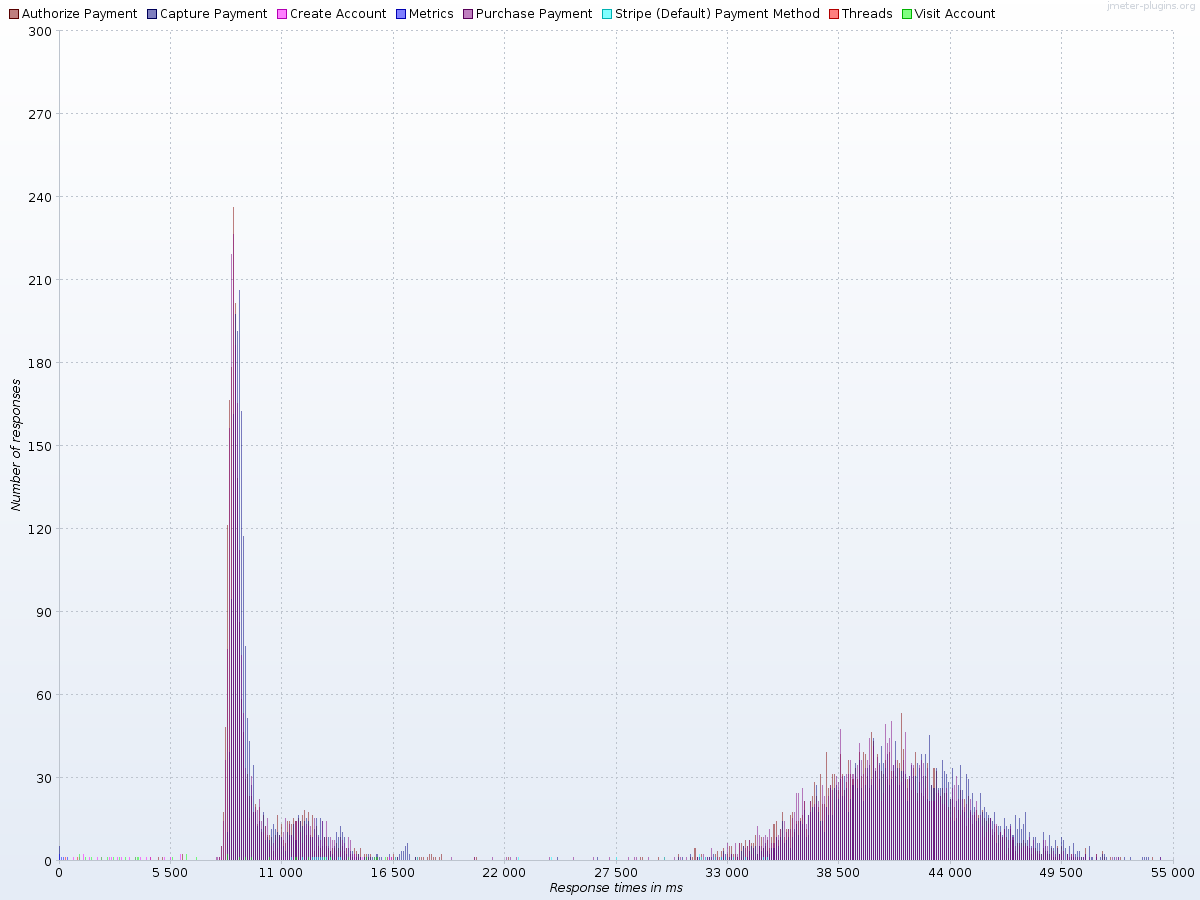 Authorize Payment Capture Payment Create Account Metrics Purchase Payment Stripe (Default) Payment Method Threads Visit Account
jmeter-plugins.org
300
270
240
210
180
150
120
90
60
30
0
Number of responses
0 5 500 11 000 16 500 22 000 27 500 33 000 38 500 44 000 49 500 55 000
Response times in ms